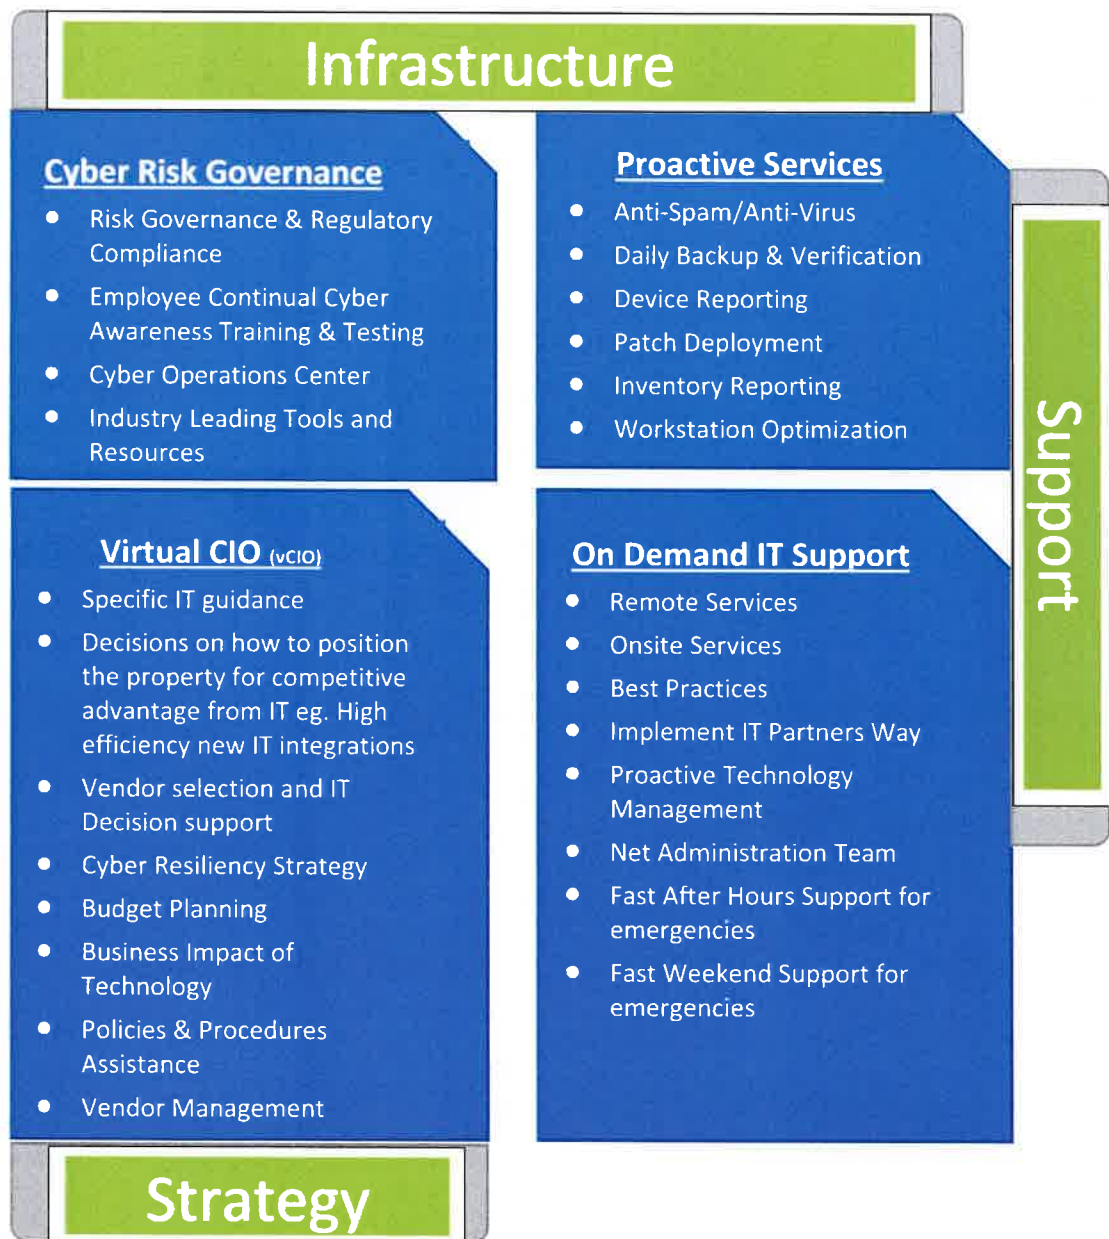 Infrastructure
Cyber Risk Governance
• Risk Governance & Regulatory
Compliance
• Employee Continual Cyber
Awareness Training & Testing
• Cyber Operations Center
• Industry Leading Tools and
Resources
Proactive Services
• Anti-Spam/Anti-Virus
• Daily Backup & Verification
• Device Reporting
• Patch Deployment
• Inventory Reporting
• Workstation Optimization
Support
Virtual CIO (vCIO)
• Specific IT guidance
• Decisions on how to position
the property for competitive
advantage from IT eg. High
efficiency new IT integrations
• Vendor selection and IT
Decision support
• Cyber Resiliency Strategy
• Budget Planning
• Business Impact of
Technology
• Policies & Procedures
Assistance
• Vendor Management
On Demand IT Support
• Remote Services
• Onsite Services
• Best Practices
• Implement IT Partners Way
• Proactive Technology
Management
• Net Administration Team
• Fast After Hours Support for
emergencies
• Fast Weekend Support for
emergencies
Strategy